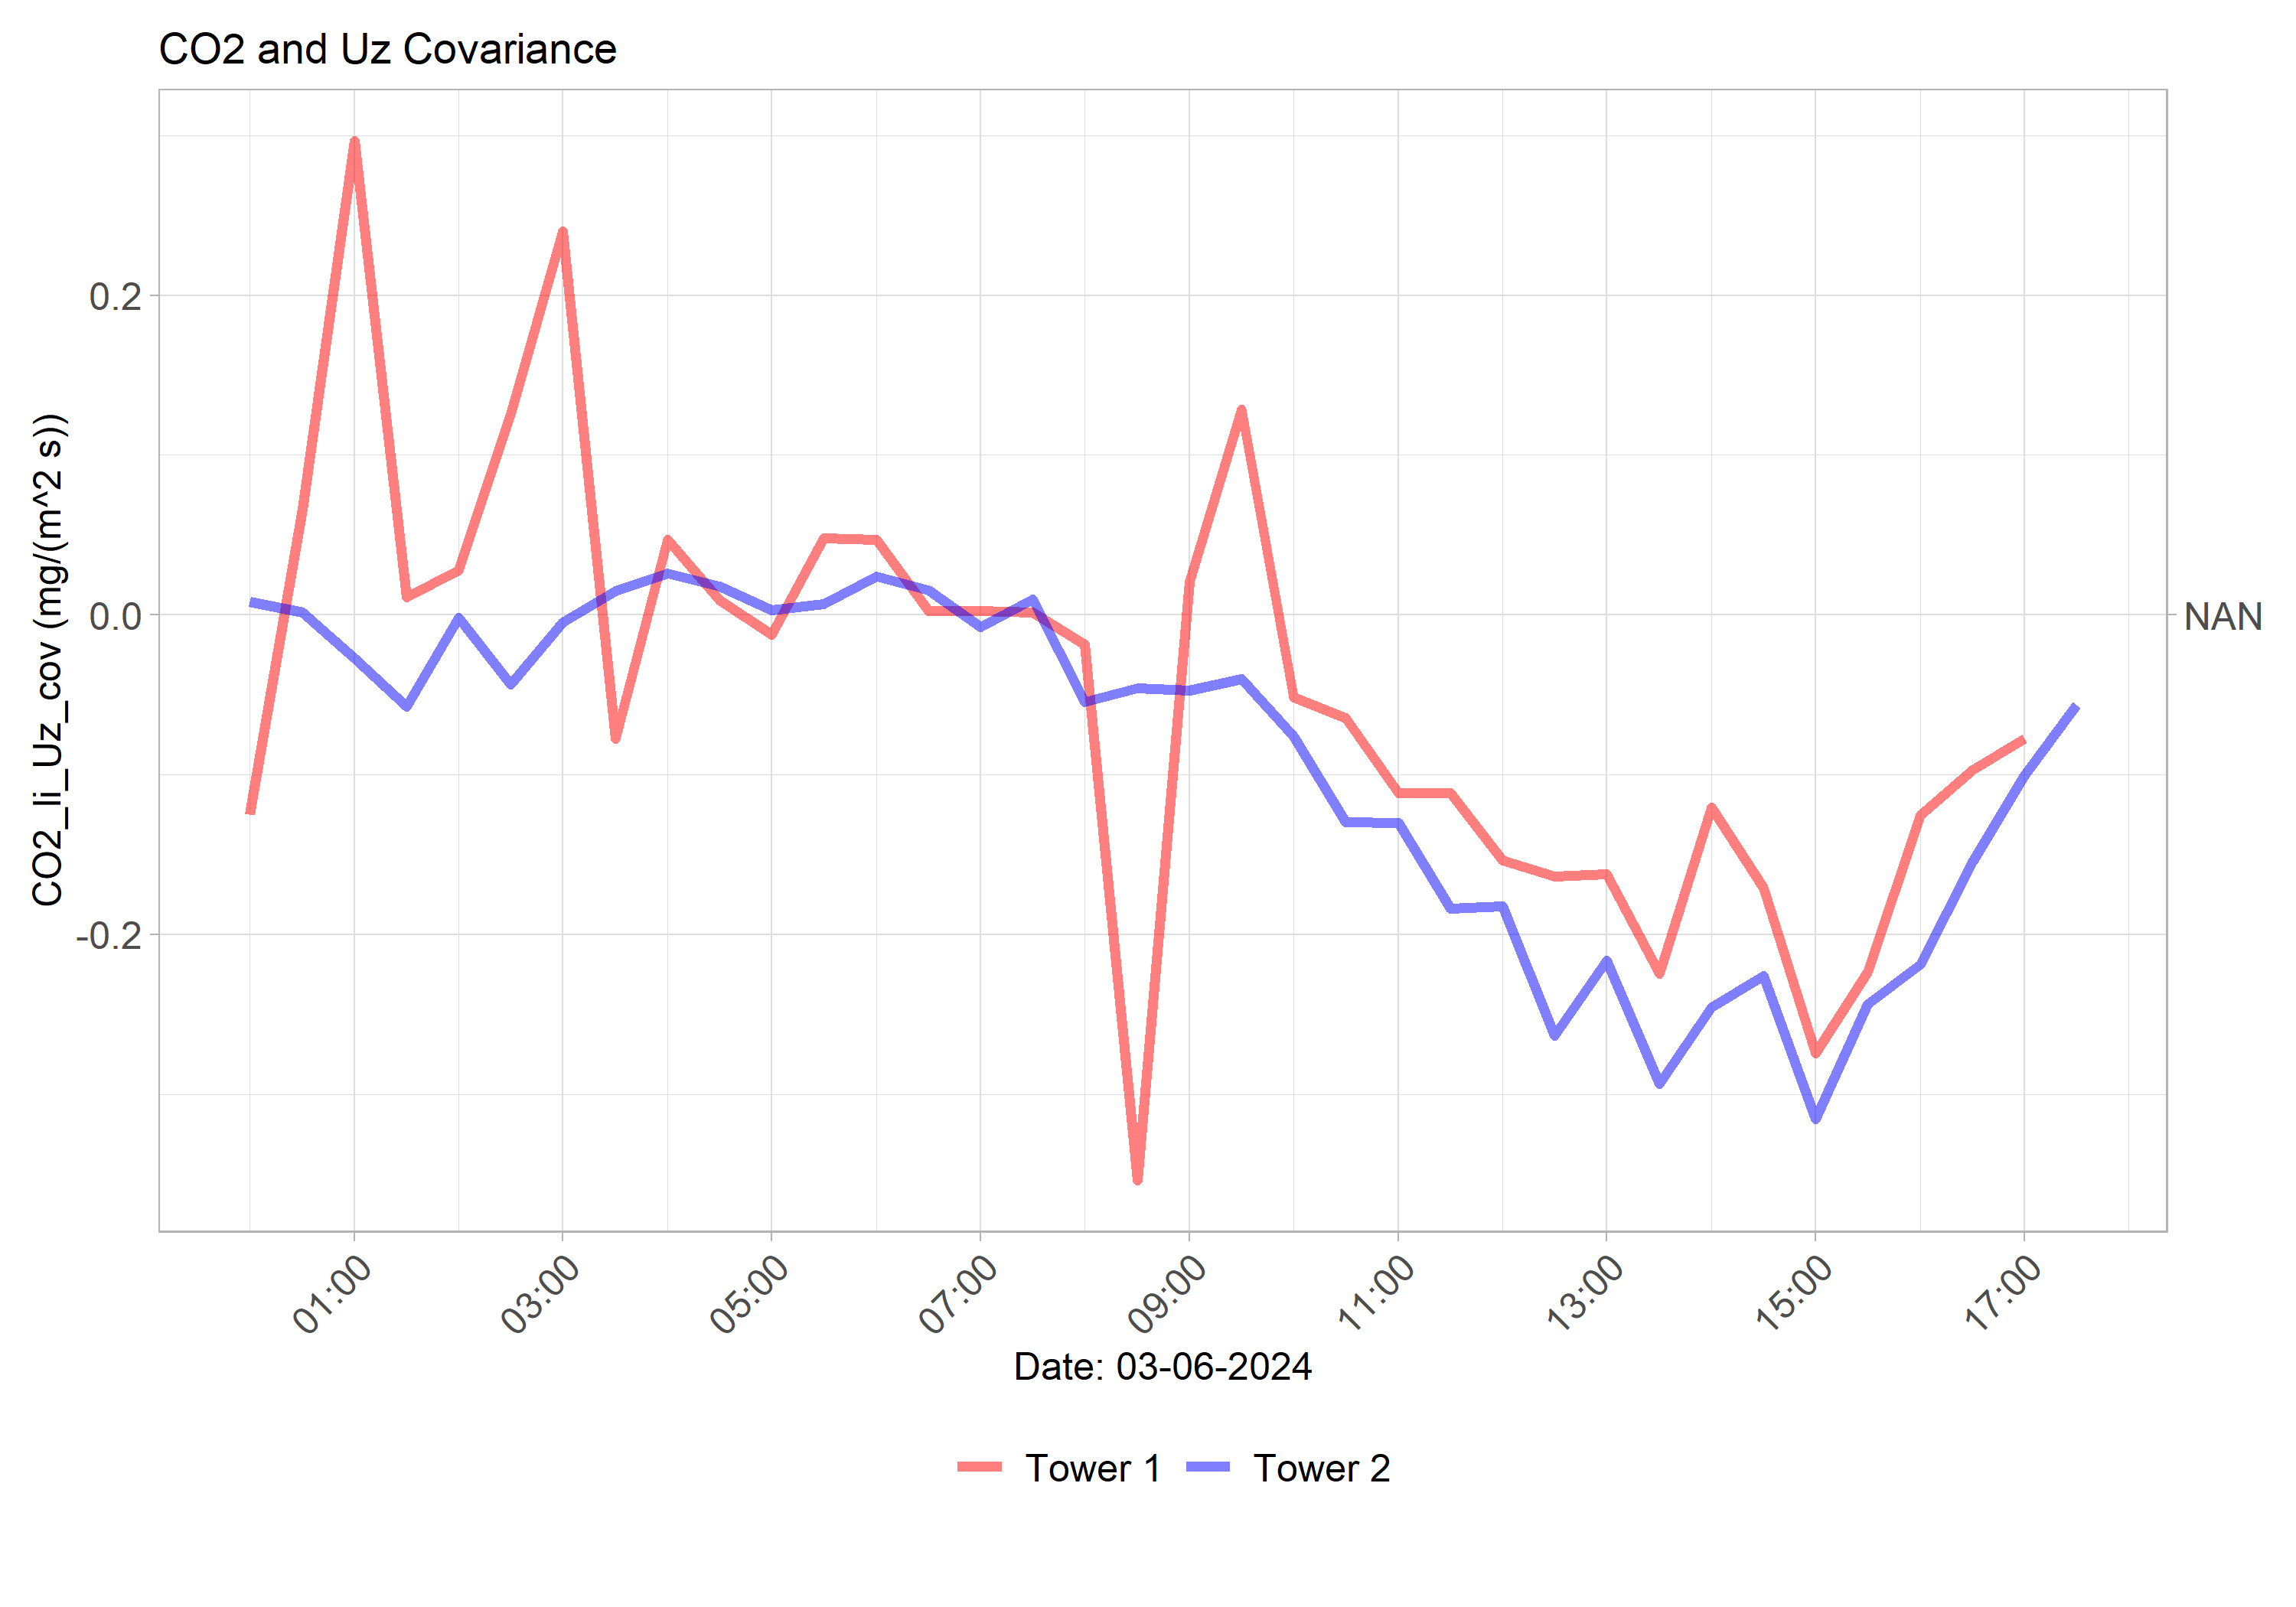 CO2 and Uz Covariance
CO2_li_Uz_cov (mg/(m^2 s))
0.2
0.0
-0.2
NAN
01:00
03:00
05:00
07:00
09:00
11:00
13:00
15:00
17:00
Date: 03-06-2024
Tower 1
Tower 2